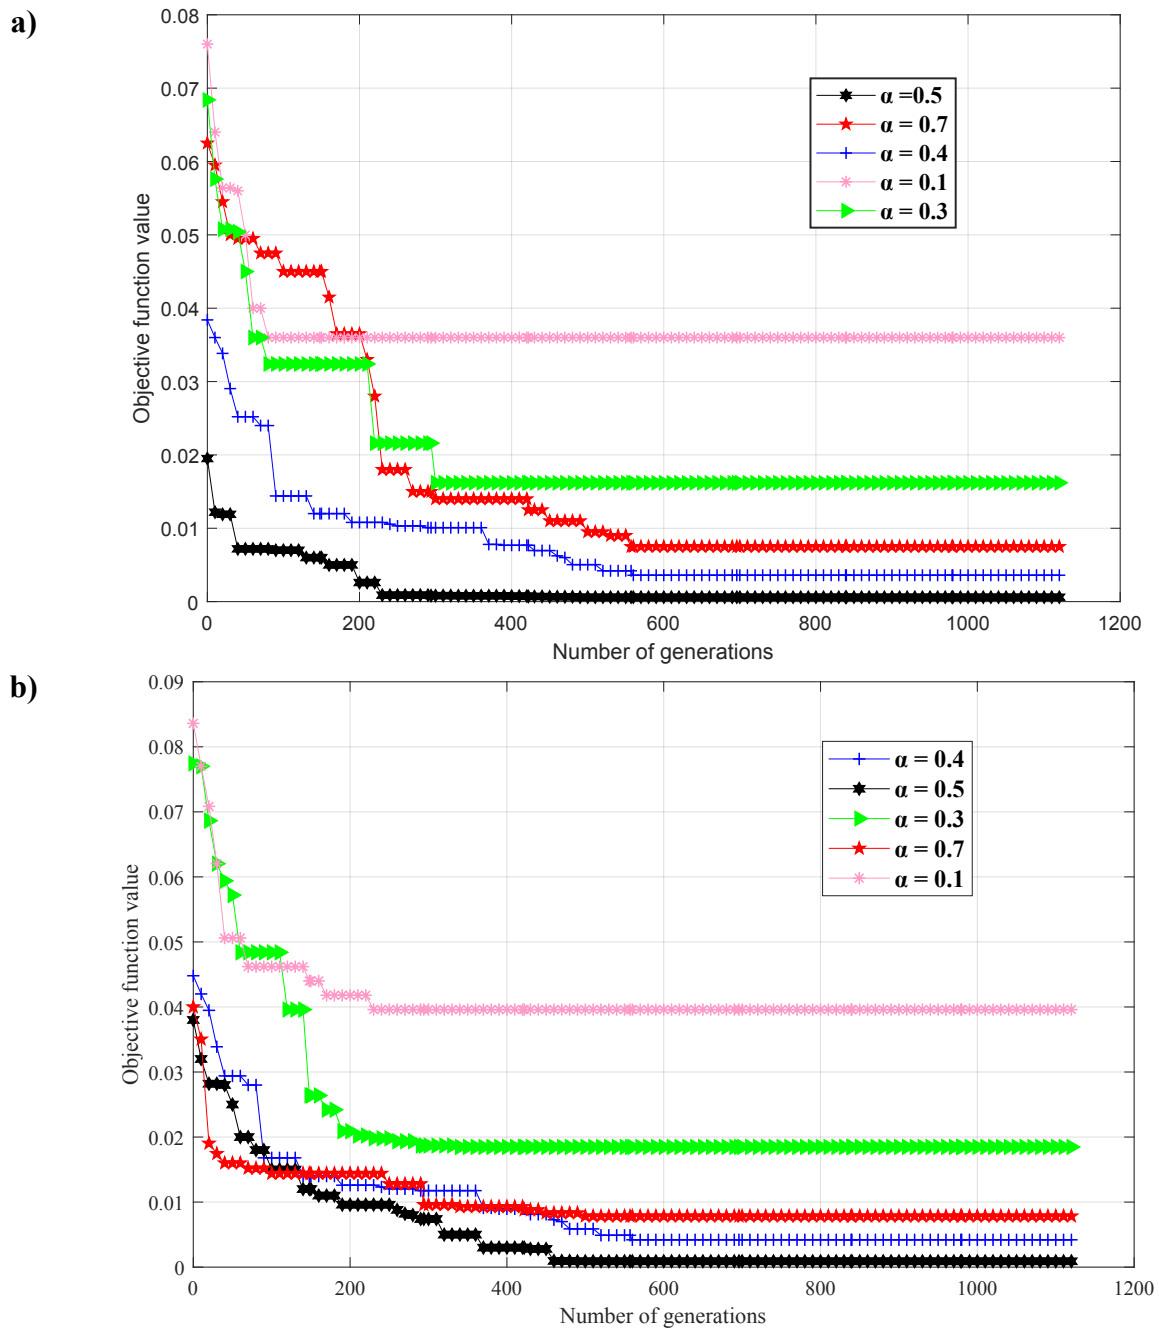 a)
0.08
0.07
0.06
0.05
0.04
0.03
0.02
0.01
0
Objective function value
α =0.5
α = 0.7
α = 0.4
α = 0.1
α = 0.3
0 200 400 600 800 1000 1200
Number of generations
b)
0.09
0.08
0.07
0.06
0.05
0.04
0.03
0.02
0.01
0
Objective function value
α = 0.4
α = 0.5
α = 0.3
α = 0.7
α = 0.1
0 200 400 600 800 1000 1200
Number of generations